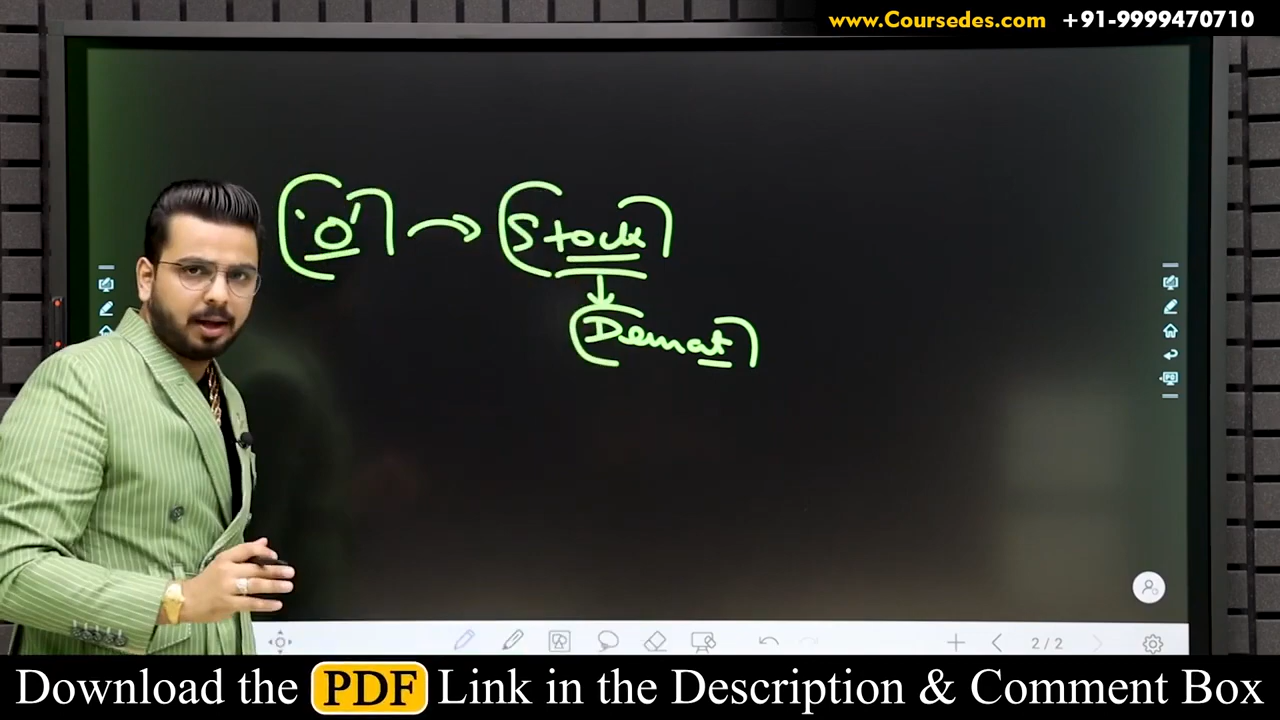 www.Coursedes.com +91-9999470710
'0' → Stock
↓
Demat
2/2
Download the PDF Link in the Description & Comment Box